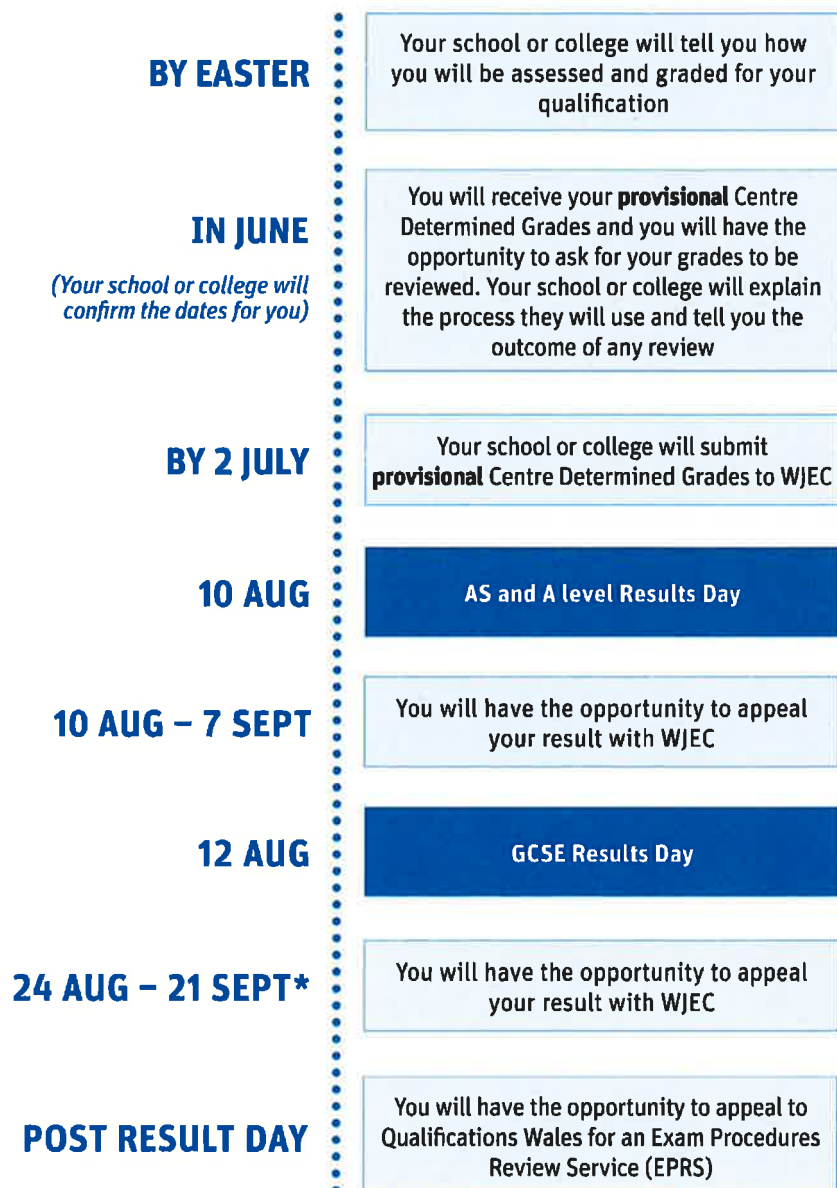 BY EASTER
Your school or college will tell you how
you will be assessed and graded for your
qualification
IN JUNE
(Your school or college will
confirm the dates for you)
You will receive your provisional Centre
Determined Grades and you will have the
opportunity to ask for your grades to be
reviewed. Your school or college will explain
the process they will use and tell you the
outcome of any review
BY 2 JULY
Your school or college will submit
provisional Centre Determined Grades to WJEC
10 AUG
AS and A level Results Day
10 AUG – 7 SEPT
You will have the opportunity to appeal
your result with WJEC
12 AUG
GCSE Results Day
24 AUG – 21 SEPT*
You will have the opportunity to appeal
your result with WJEC
POST RESULT DAY
You will have the opportunity to appeal to
Qualifications Wales for an Exam Procedures
Review Service (EPRS)